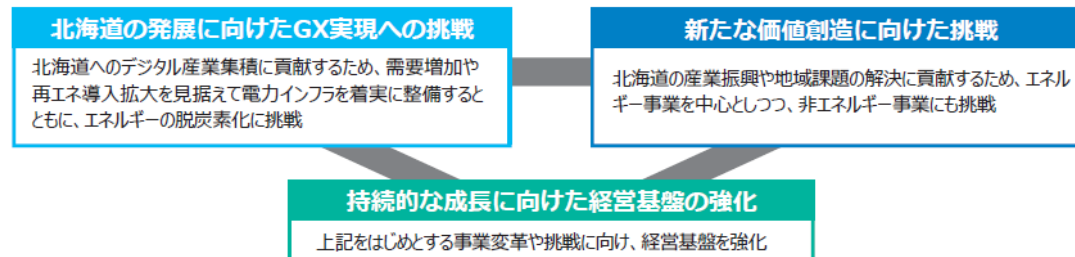 北海道の発展に向けたGX実現への挑戦
北海道へのデジタル産業集積に貢献するため、需要増加や
再エネ導入拡大を見据えて電力インフラを着実に整備すると
ともに、エネルギーの脱炭素化に挑戦
新たな価値創造に向けた挑戦
北海道の産業振興や地域課題の解決に貢献するため、エネル
ギー事業を中心としつつ、非エネルギー事業にも挑戦
持続的な成長に向けた経営基盤の強化
上記をはじめとする事業変革や挑戦に向け、経営基盤を強化